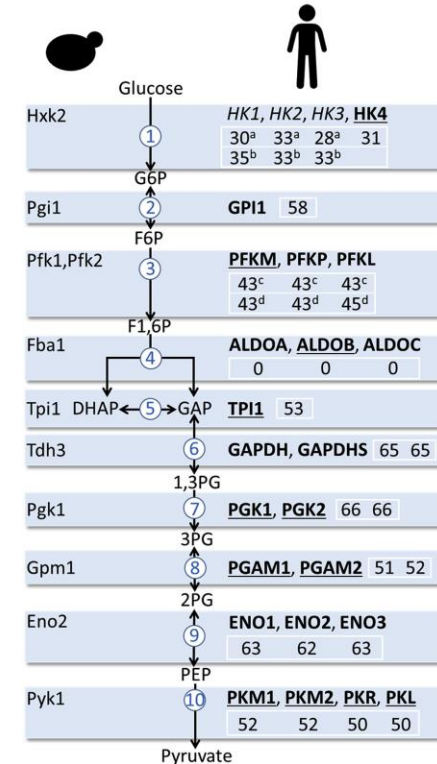 Glucose
Hxk2 HK1, HK2, HK3, HK4
1 30ᵃ 33ᵃ 28ᵃ 31
35ᵇ 33ᵇ 33ᵇ
G6P
Pgi1 2 GPI1 58
F6P
Pfk1,Pfk2 3 PFKM, PFKP, PFKL
43ᶜ 43ᶜ 43ᶜ
43ᵈ 43ᵈ 45ᵈ
F1,6P
Fba1 4 ALDOA, ALDOB, ALDOC
0 0 0
Tpi1 DHAP 5 GAP TPI1 53
Tdh3 6 GAPDH, GAPDHS 65 65
1,3PG
Pgk1 7 PGK1, PGK2 66 66
3PG
Gpm1 8 PGAM1, PGAM2 51 52
2PG
Eno2 9 ENO1, ENO2, ENO3
63 62 63
PEP
Pyk1 10 PKM1, PKM2, PKR, PKL
52 52 50 50
Pyruvate